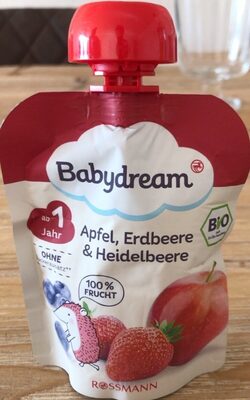 Babydream
ab 1
Jahr
Apfel, Erdbeere
& Heidelbeere
BIO
OHNE
100%
FRUCHT
ROSSMANN